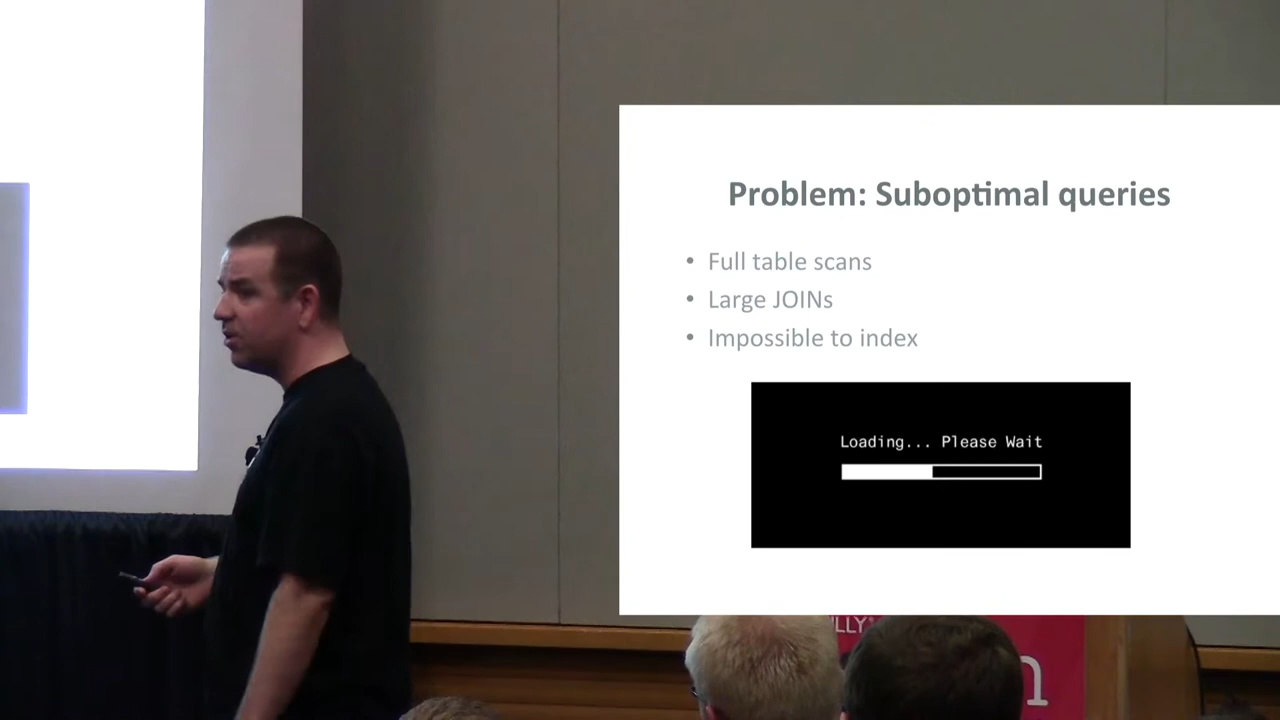 Problem: Suboptimal queries
• Full table scans
• Large JOINs
• Impossible to index
Loading... Please Wait